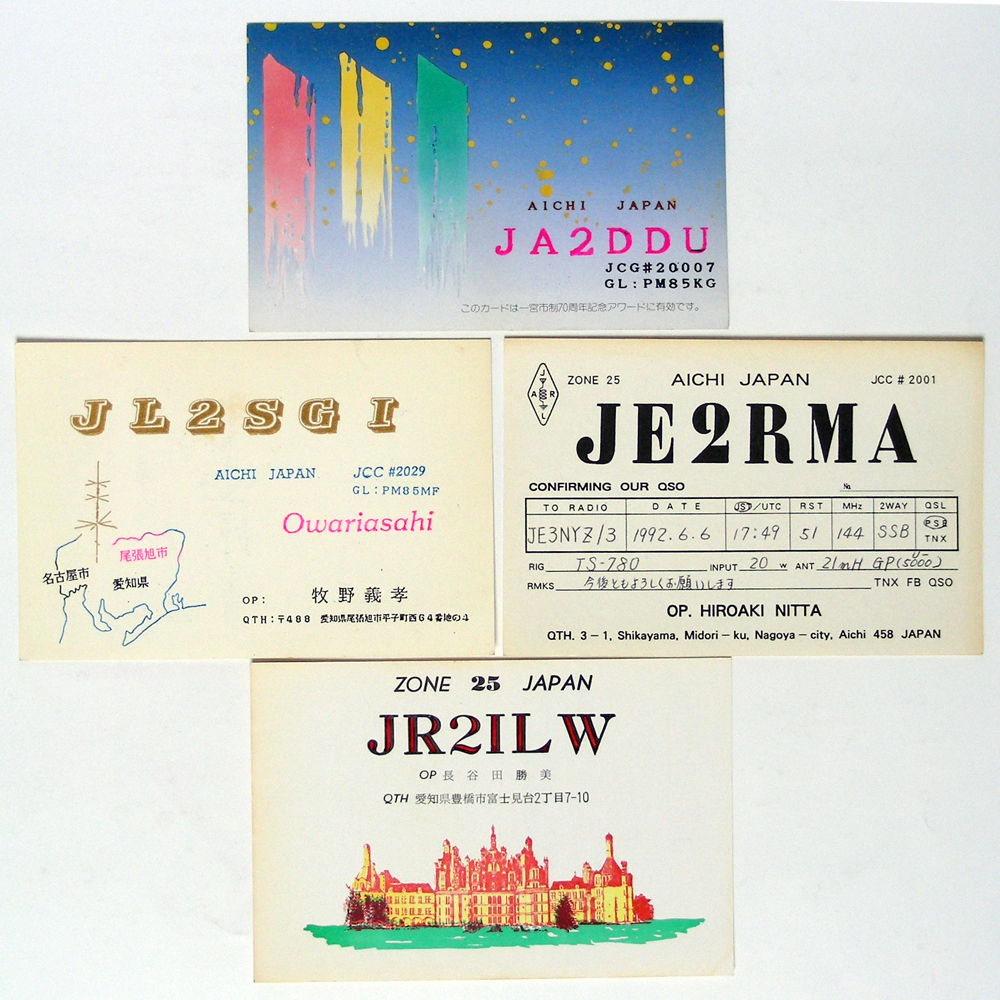 AICHI JAPAN
JA2DDU
JCG#20007
GL:PM85KG
このカードは一宮市制70周年記念アワードに有効です。
JL2SGI
AICHI JAPAN JCC #2029
GL:PM85MF
Owariasahi
尾張旭市
名古屋市
愛知県
OP: 牧野義孝
QTH:〒488 愛知県尾張旭市平子町西64番地の4
JARL
ZONE 25 AICHI JAPAN JCC # 2001
JE2RMA
CONFIRMING OUR QSO No.
TO RADIO DATE JST/UTC RST MHz 2WAY QSL
JE3NYZ/3 1992.6.6 17:49 51 144 SSB PSE
TNX
RIG TS-780 INPUT 20 W ANT 21mH GP(5ﾊﾞﾝ)
RMKS 今後ともよろしくお願いします TNX FB QSO
OP. HIROAKI NITTA
QTH. 3-1, Shikayama, Midori-ku, Nagoya-city, Aichi 458 JAPAN
ZONE 25 JAPAN
JR2ILW
OP 長谷田勝美
QTH 愛知県豊橋市富士見台2丁目7-10